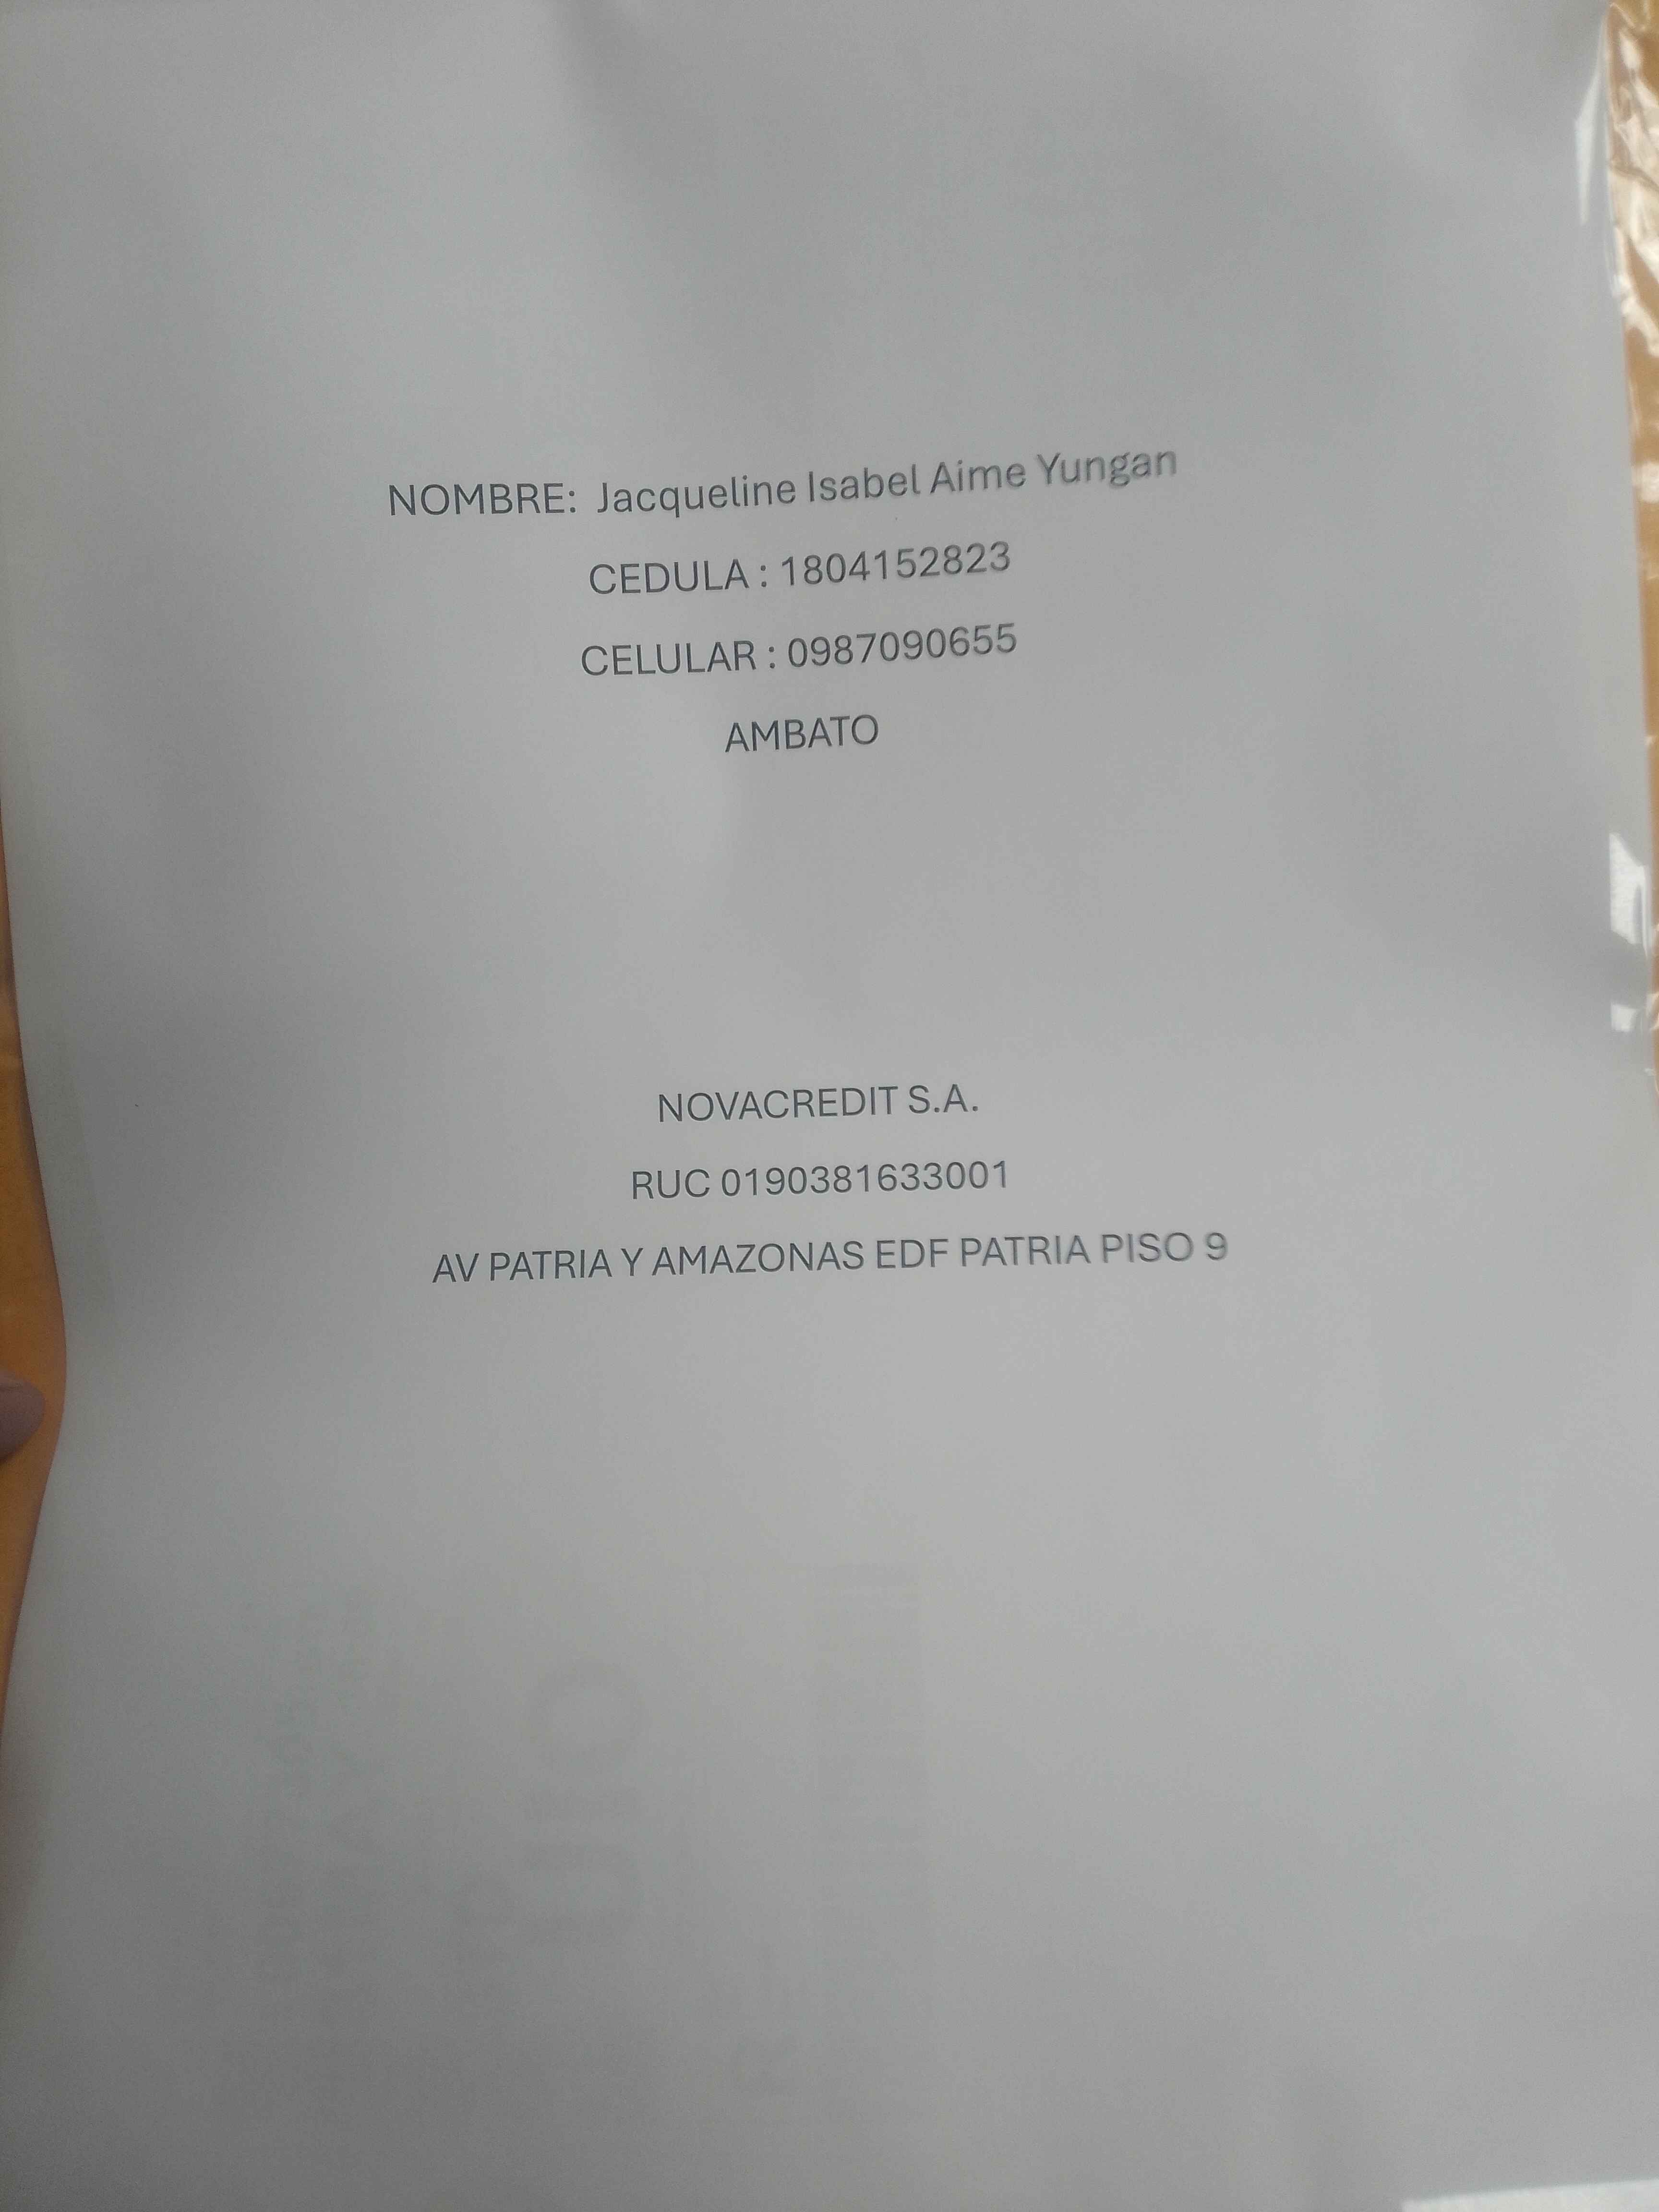 NOMBRE: Jacqueline Isabel Aime Yungan
CEDULA : 1804152823
CELULAR : 0987090655
AMBATO
NOVACREDIT S.A.
RUC 0190381633001
AV PATRIA Y AMAZONAS EDF PATRIA PISO 9